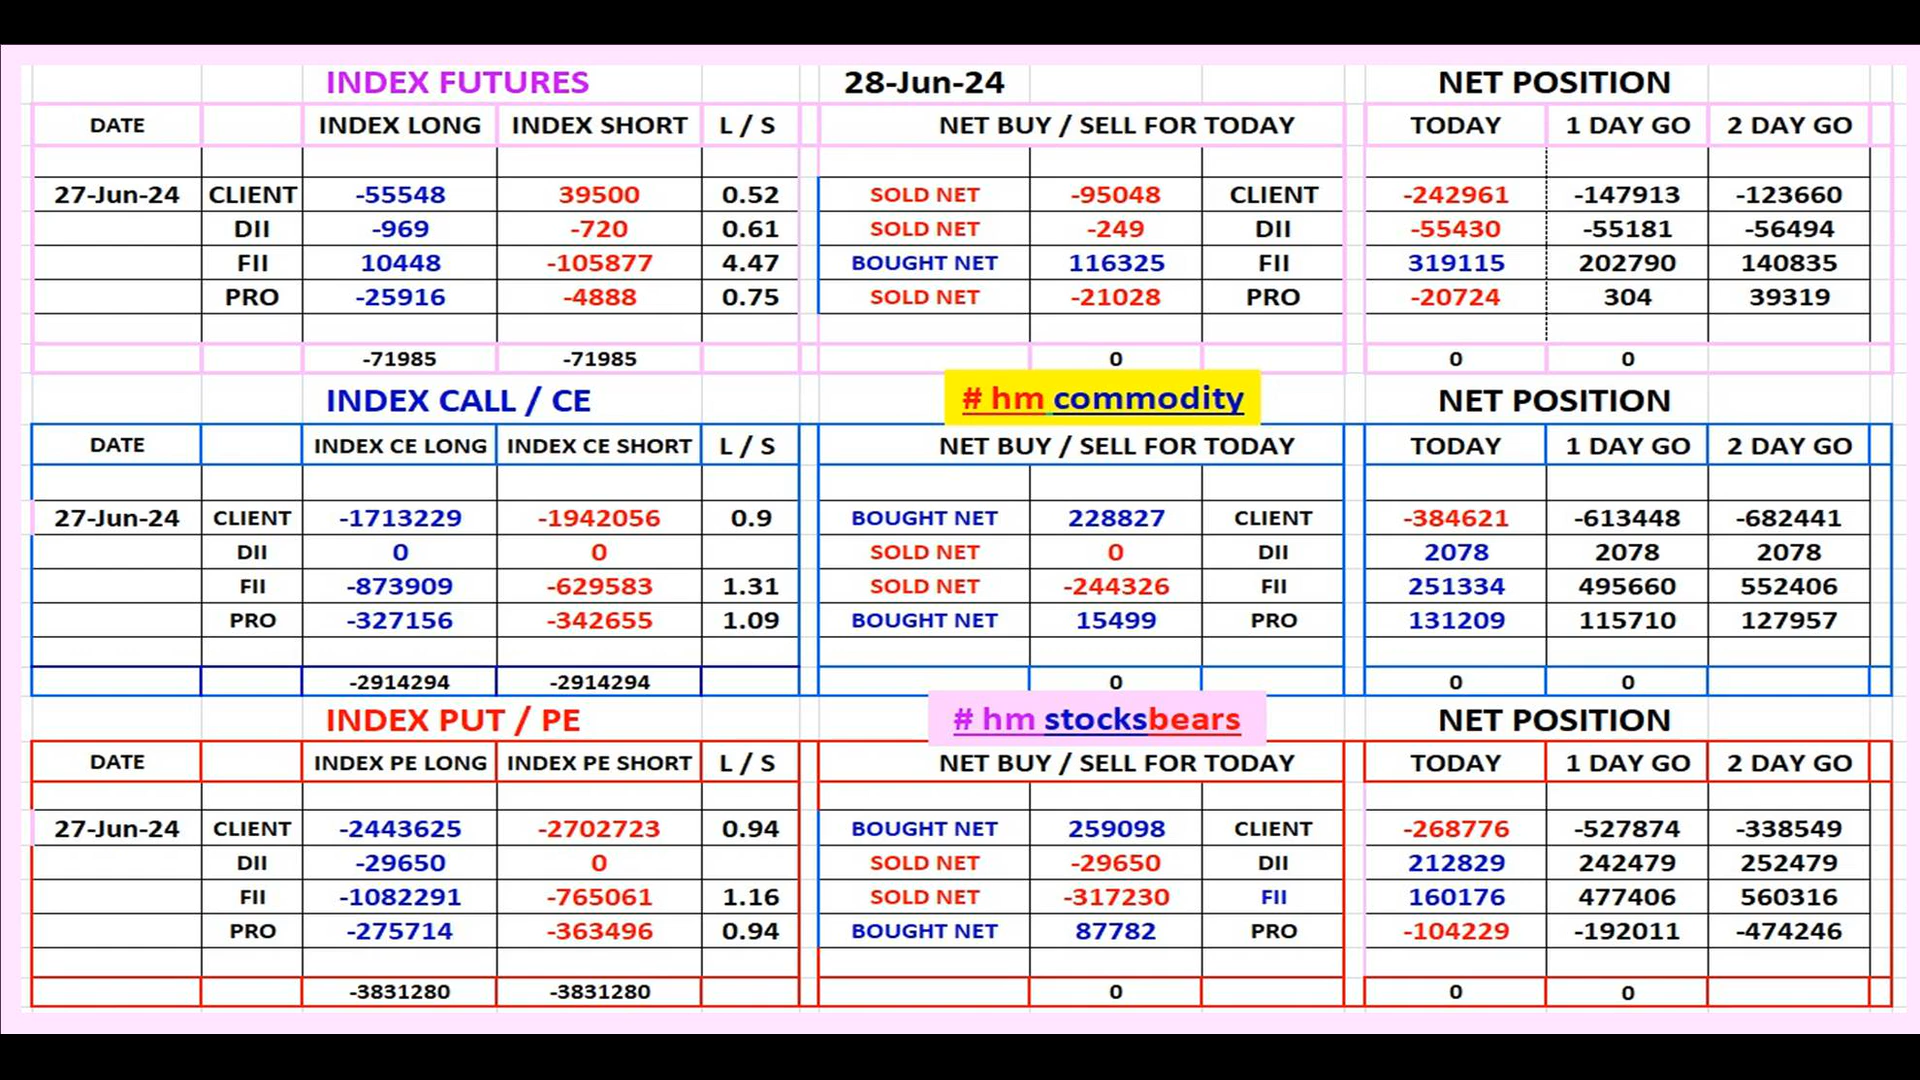 INDEX FUTURES 28-Jun-24 NET POSITION
DATE INDEX LONG INDEX SHORT L / S NET BUY / SELL FOR TODAY TODAY 1 DAY GO 2 DAY GO
27-Jun-24 CLIENT -55548 39500 0.52 SOLD NET -95048 CLIENT -242961 -147913 -123660
DII -969 -720 0.61 SOLD NET -249 DII -55430 -55181 -56494
FII 10448 -105877 4.47 BOUGHT NET 116325 FII 319115 202790 140835
PRO -25916 -4888 0.75 SOLD NET -21028 PRO -20724 304 39319
-71985 -71985 0 0 0
INDEX CALL / CE # hm commodity NET POSITION
DATE INDEX CE LONG INDEX CE SHORT L / S NET BUY / SELL FOR TODAY TODAY 1 DAY GO 2 DAY GO
27-Jun-24 CLIENT -1713229 -1942056 0.9 BOUGHT NET 228827 CLIENT -384621 -613448 -682441
DII 0 0 SOLD NET 0 DII 2078 2078 2078
FII -873909 -629583 1.31 SOLD NET -244326 FII 251334 495660 552406
PRO -327156 -342655 1.09 BOUGHT NET 15499 PRO 131209 115710 127957
-2914294 -2914294 0 0 0
INDEX PUT / PE # hm stocksbears NET POSITION
DATE INDEX PE LONG INDEX PE SHORT L / S NET BUY / SELL FOR TODAY TODAY 1 DAY GO 2 DAY GO
27-Jun-24 CLIENT -2443625 -2702723 0.94 BOUGHT NET 259098 CLIENT -268776 -527874 -338549
DII -29650 0 SOLD NET -29650 DII 212829 242479 252479
FII -1082291 -765061 1.16 SOLD NET -317230 FII 160176 477406 560316
PRO -275714 -363496 0.94 BOUGHT NET 87782 PRO -104229 -192011 -474246
-3831280 -3831280 0 0 0